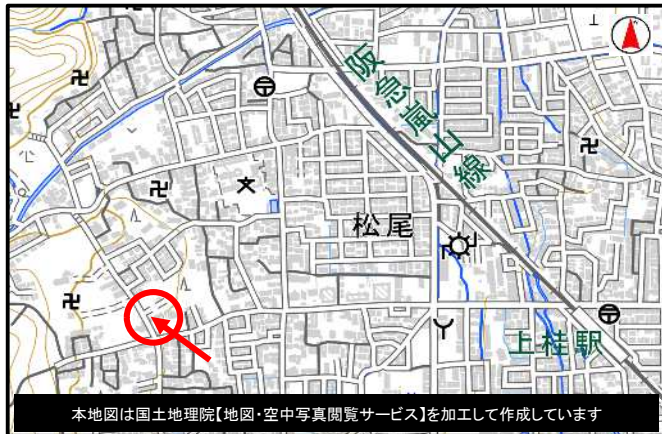 阪急嵐山線
松尾
上桂駅
本地図は国土地理院【地図・空中写真閲覧サービス】を加工して作成しています